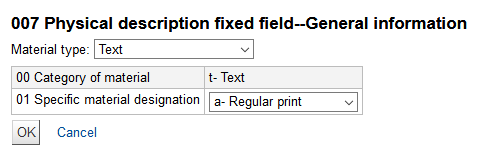 007 Physical description fixed field--General information
Material type: Text
00 Category of material t- Text
01 Specific material designation a- Regular print
OK Cancel